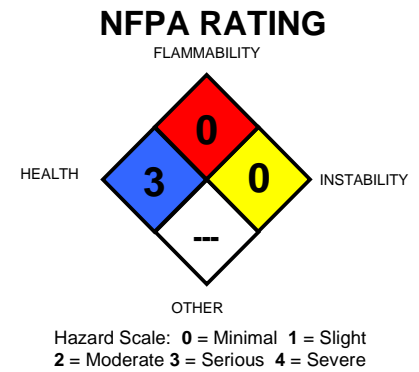 NFPA RATING
FLAMMABILITY
0
HEALTH
3
0
INSTABILITY
---
OTHER
Hazard Scale: 0 = Minimal 1 = Slight
2 = Moderate 3 = Serious 4 = Severe